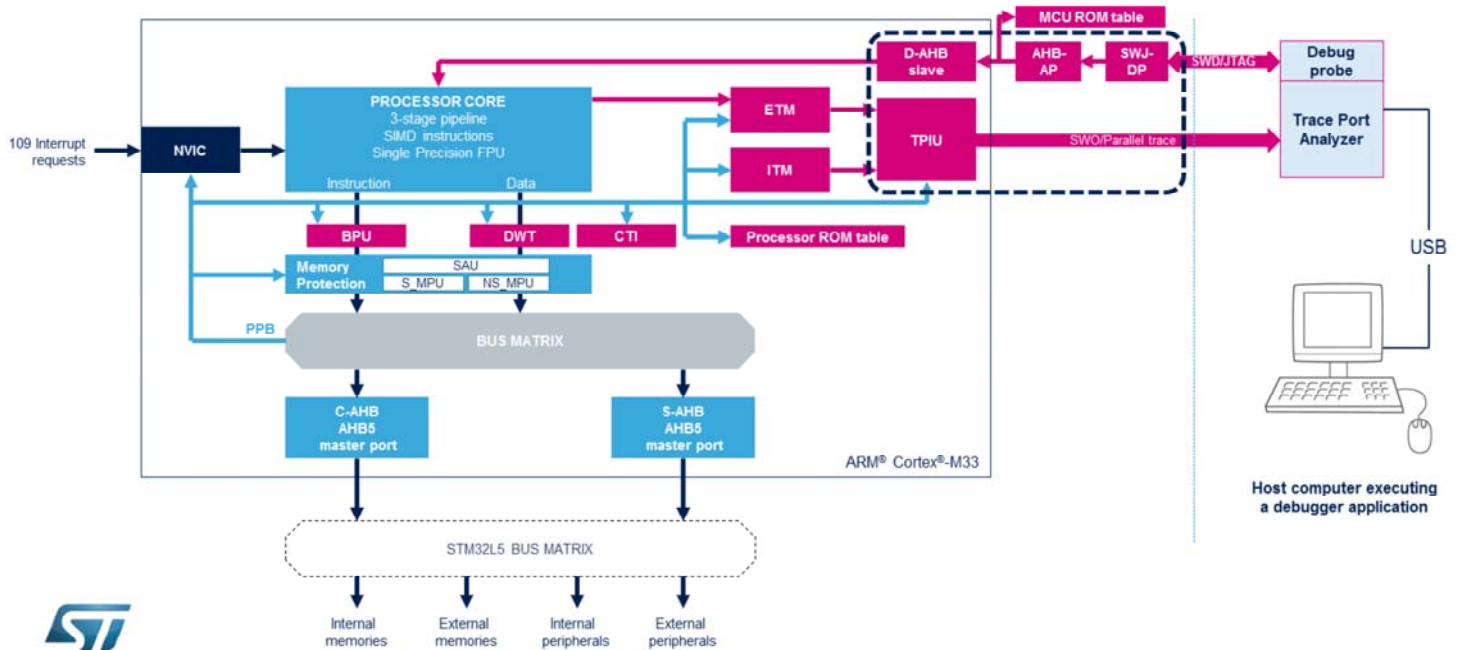 MCU ROM table
D-AHB
slave
AHB-
AP
SWJ-
DP
SWD/JTAG
Debug
probe
PROCESSOR CORE
3-stage pipeline
SIMD instructions
Single Precision FPU
Instruction
Data
ETM
TPIU
Trace Port
Analyzer
SWO/Parallel trace
109 Interrupt
requests
NVIC
ITM
BPU
DWT
CTI
Processor ROM table
Memory
Protection
SAU
S_MPU
NS_MPU
USB
PPB
BUS MATRIX
C-AHB
AHB5
master port
S-AHB
AHB5
master port
ARM® Cortex®-M33
Host computer executing
a debugger application
STM32L5 BUS MATRIX
Internal
memories
External
memories
Internal
peripherals
External
peripherals
ST